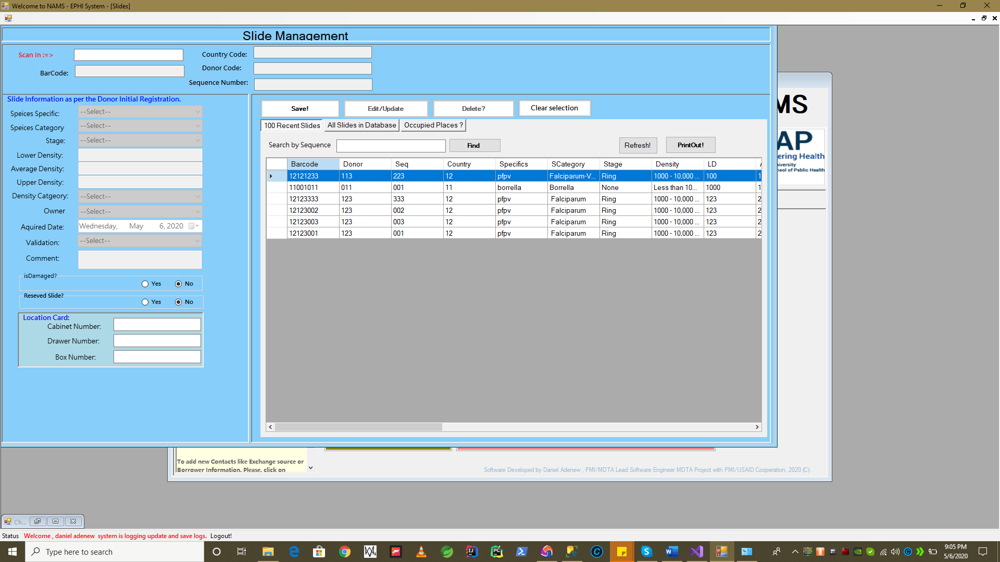 Welcome to NAMS - EPHI System - [Slides]
Slide Management
Scan In :=>
BarCode:
Country Code:
Donor Code:
Sequence Number:
Slide Information as per the Donor Initial Registration.
Speices Specific: --Select--
Speices Category --Select--
Stage: --Select--
Lower Density:
Average Density:
Upper Density:
Density Catgeory: --Select--
Owner --Select--
Aquired Date: Wednesday, May 6, 2020
Validation: --Select--
Comment:
isDamaged?
Yes No
Reseved Slide?
Yes No
Location Card:
Cabinet Number:
Drawer Number:
Box Number:
Save! Edit/Update Delete? Clear selection
100 Recent Slides All Slides in Database Occupied Places ?
Search by Sequence Find Refresh! PrintOut!
Barcode Donor Seq Country Specifics SCategory Stage Density LD
12121233 113 223 12 pfpv Falciparum-V... Ring 1000 - 10,000 ... 100 1
11001011 011 001 11 borrella Borrella None Less than 10... 1000 1
12123333 123 333 12 pfpv Falciparum Ring 1000 - 10,000 ... 123 2
12123002 123 002 12 pfpv Falciparum Ring 1000 - 10,000 ... 123 2
12123003 123 003 12 pfpv Falciparum Ring 1000 - 10,000 ... 123 2
12123001 123 001 12 pfpv Falciparum Ring 1000 - 10,000 ... 123 2
MS
AP
ering Health
iversity
ool of Public Health
To add new Contacts like Exchange source or
Borrower Information. Please. click on
Software Developed by Daniel Adenew , PMI/MDTA Lead Software Engineer MDTA Project with PMI/USAID Cooperation, 2020 (C).
Ch...
Status Welcome , daniel adenew system is logging update and save logs. Logout!
Type here to search
9:05 PM
5/6/2020